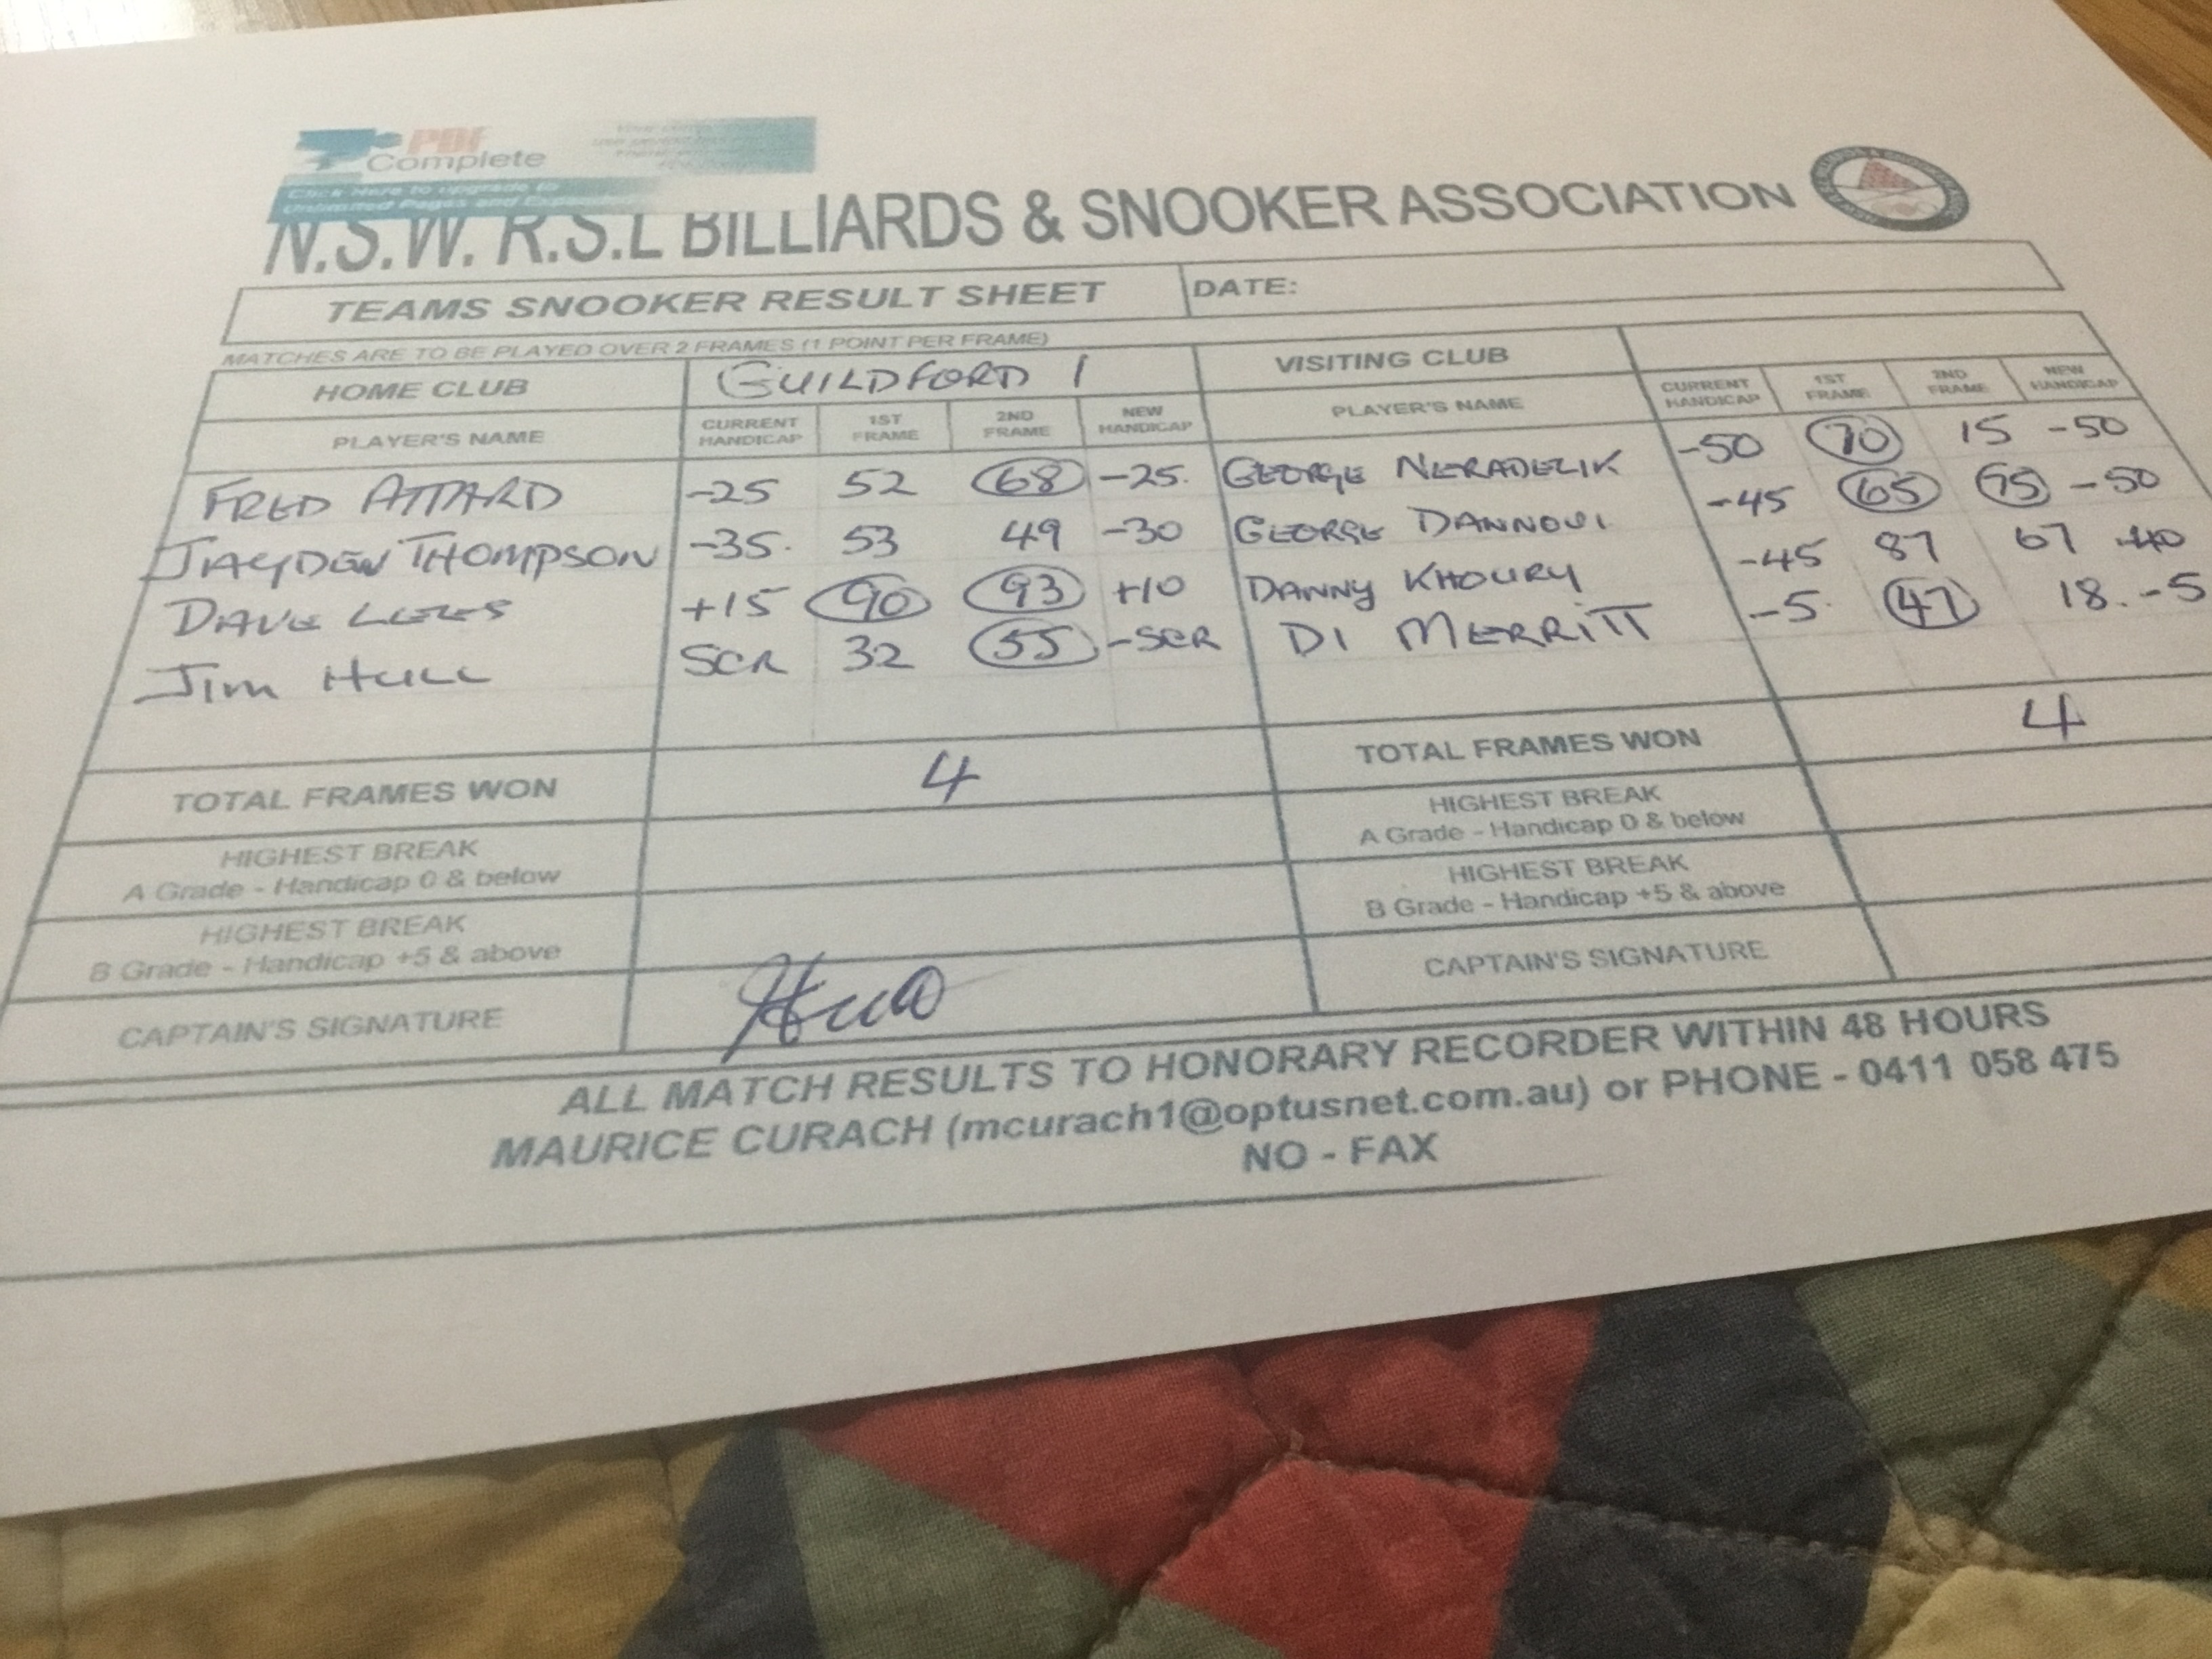 PDF
Complete
Click Here to upgrade to
Unlimited Pages and
N.S.W. R.S.L BILLIARDS & SNOOKER ASSOCIATION
TEAMS SNOOKER RESULT SHEET DATE:
MATCHES ARE TO BE PLAYED OVER 2 FRAMES (1 POINT PER FRAME)
HOME CLUB GUILDFORD 1 VISITING CLUB
PLAYER'S NAME CURRENT HANDICAP 1ST FRAME 2ND FRAME NEW HANDICAP PLAYER'S NAME CURRENT HANDICAP 1ST FRAME 2ND FRAME NEW HANDICAP
FRED ATTARD -25 52 68 -25. GEORGE NERADEZIK -50 70 15 -50
JAYDEN THOMPSON -35. 53 49 -30 GEORGE DANNOUI -45 65 75 -50
DAVE LEES +15 90 93 +10 DANNY KHOURY -45 87 67 -40
JIM HULL SCR 32 55 -SCR DI MERRITT -5. 47 18. -5
TOTAL FRAMES WON 4 TOTAL FRAMES WON 4
HIGHEST BREAK
A Grade - Handicap 0 & below
HIGHEST BREAK
A Grade - Handicap 0 & below
HIGHEST BREAK
B Grade - Handicap +5 & above
HIGHEST BREAK
B Grade - Handicap +5 & above
CAPTAIN'S SIGNATURE CAPTAIN'S SIGNATURE
ALL MATCH RESULTS TO HONORARY RECORDER WITHIN 48 HOURS
MAURICE CURACH (mcurach1@optusnet.com.au) or PHONE - 0411 058 475
NO - FAX